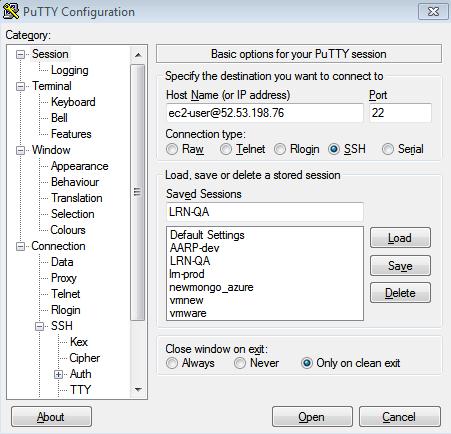 PuTTY Configuration
Category:
Session
Logging
Terminal
Keyboard
Bell
Features
Window
Appearance
Behaviour
Translation
Selection
Colours
Connection
Data
Proxy
Telnet
Rlogin
SSH
Kex
Cipher
Auth
TTY
Basic options for your PuTTY session
Specify the destination you want to connect to
Host Name (or IP address) Port
ec2-user@52.53.198.76 22
Connection type:
Raw Telnet Rlogin SSH Serial
Load, save or delete a stored session
Saved Sessions
LRN-QA
Default Settings
AARP-dev
LRN-QA
lrn-prod
newmongo_azure
vmnew
vmware
Load
Save
Delete
Close window on exit:
Always Never Only on clean exit
About Open Cancel